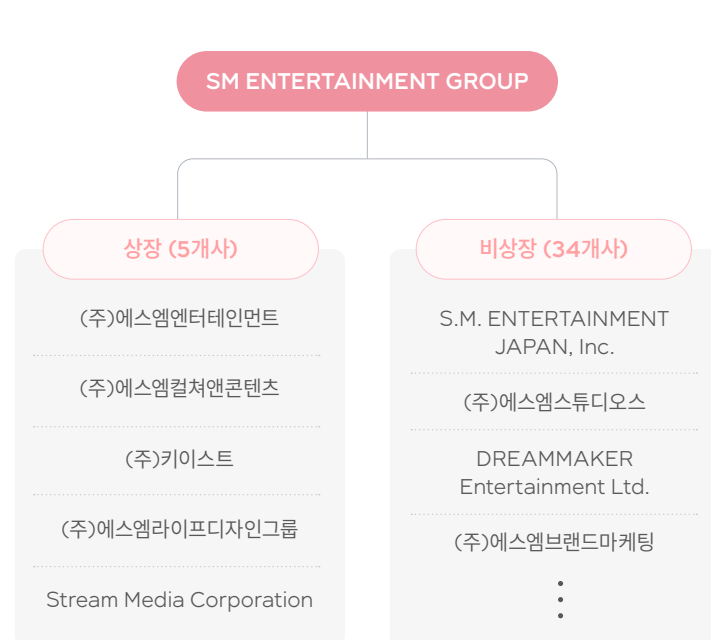 SM ENTERTAINMENT GROUP
상장 (5개사)
(주)에스엠엔터테인먼트
(주)에스엠컬쳐앤콘텐츠
(주)키이스트
(주)에스엠라이프디자인그룹
Stream Media Corporation
비상장 (34개사)
S.M. ENTERTAINMENT
JAPAN, Inc.
(주)에스엠스튜디오스
DREAMMAKER
Entertainment Ltd.
(주)에스엠브랜드마케팅